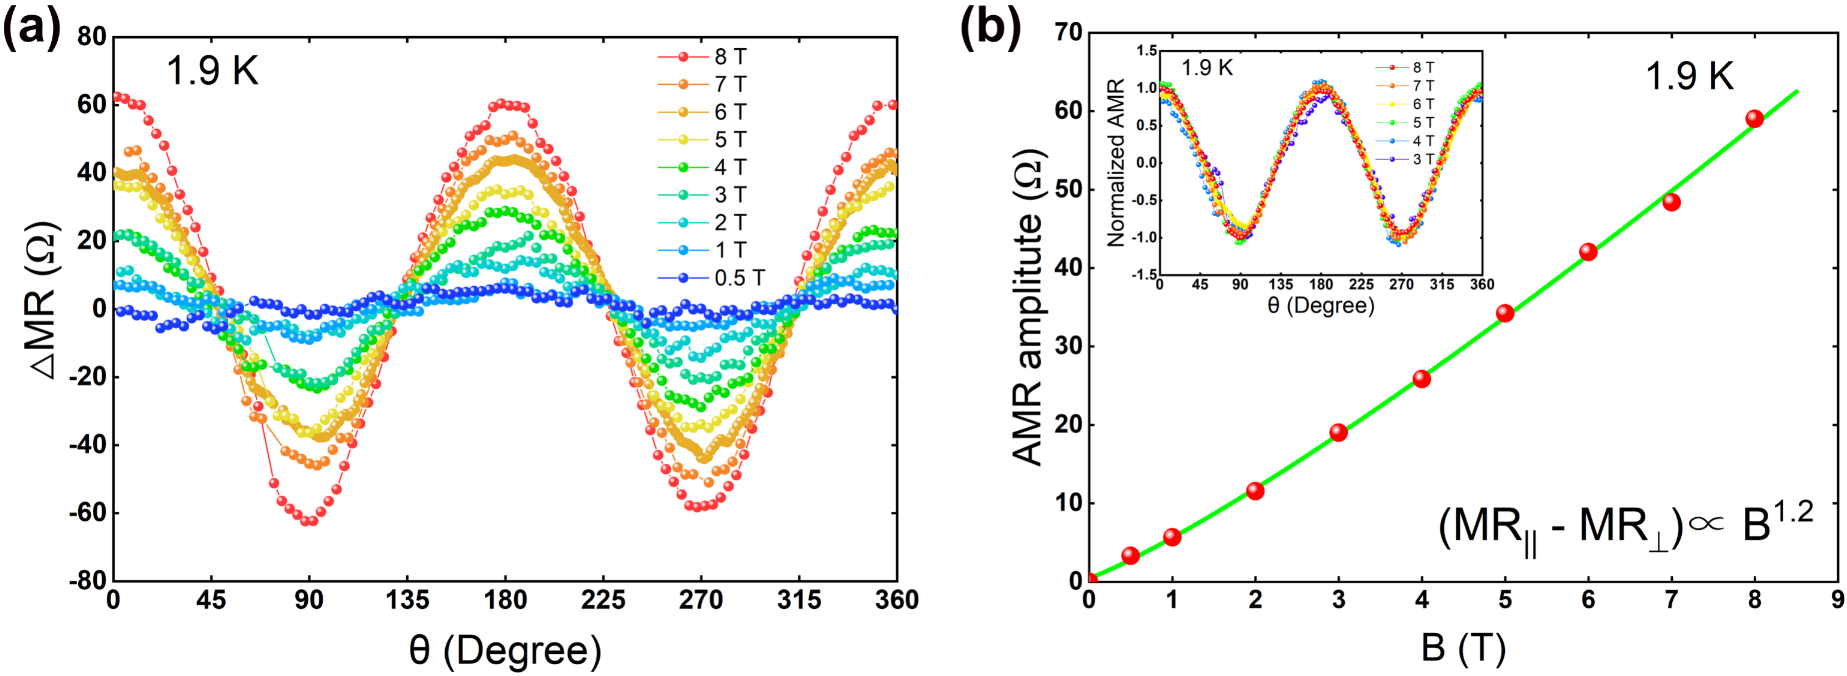 (a)
80
60
40
20
0
-20
-40
-60
-80
△MR (Ω)
1.9 K
8 T
7 T
6 T
5 T
4 T
3 T
2 T
1 T
0.5 T
0 45 90 135 180 225 270 315 360
θ (Degree)
(b)
70
60
50
40
30
20
10
0
AMR amplitude (Ω)
1.9 K
1.5
1.0
0.5
0.0
-0.5
-1.0
-1.5
Normalized AMR
1.9 K
8 T
7 T
6 T
5 T
4 T
3 T
0 45 90 135 180 225 270 315 360
θ (Degree)
(MR∥ - MR⊥)∝ B^1.2
0 1 2 3 4 5 6 7 8 9
B (T)